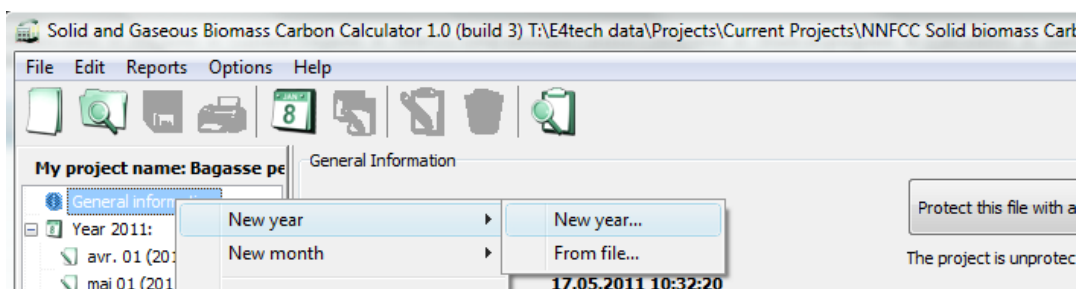 Solid and Gaseous Biomass Carbon Calculator 1.0 (build 3) T:\E4tech data\Projects\Current Projects\NNFCC Solid biomass Carb
File Edit Reports Options Help
8
My project name: Bagasse pe
General Information
General inform
Protect this file with a
New year
New year...
Year 2011:
avr. 01 (201
New month
From file...
The project is unprotec
mai 01 (201
17.05.2011 10:32:20